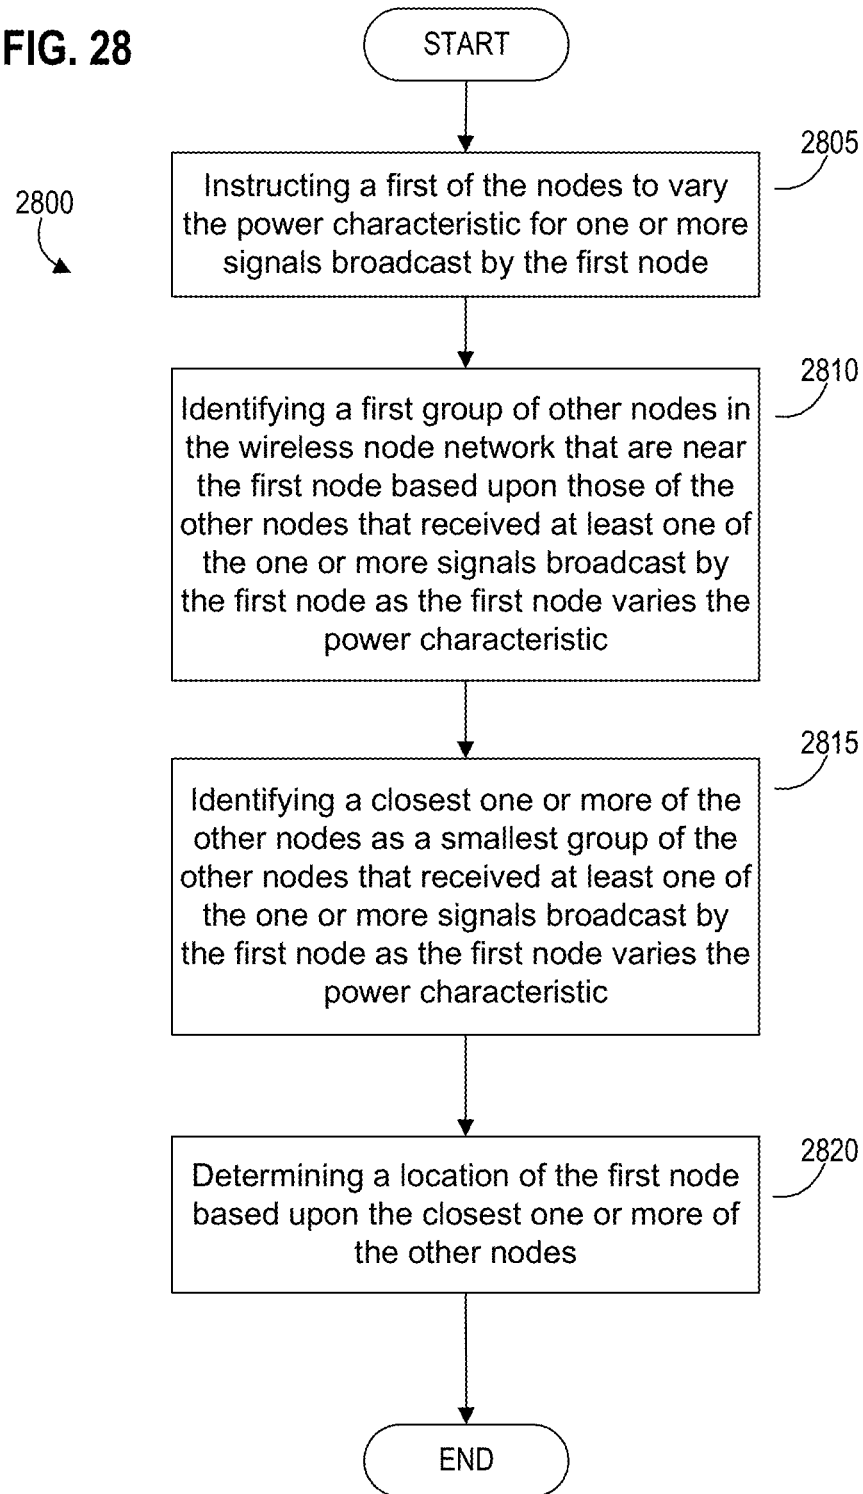 FIG. 28
START
2800
2805
Instructing a first of the nodes to vary
the power characteristic for one or more
signals broadcast by the first node
2810
Identifying a first group of other nodes in
the wireless node network that are near
the first node based upon those of the
other nodes that received at least one of
the one or more signals broadcast by
the first node as the first node varies the
power characteristic
2815
Identifying a closest one or more of the
other nodes as a smallest group of the
other nodes that received at least one of
the one or more signals broadcast by
the first node as the first node varies the
power characteristic
2820
Determining a location of the first node
based upon the closest one or more of
the other nodes
END